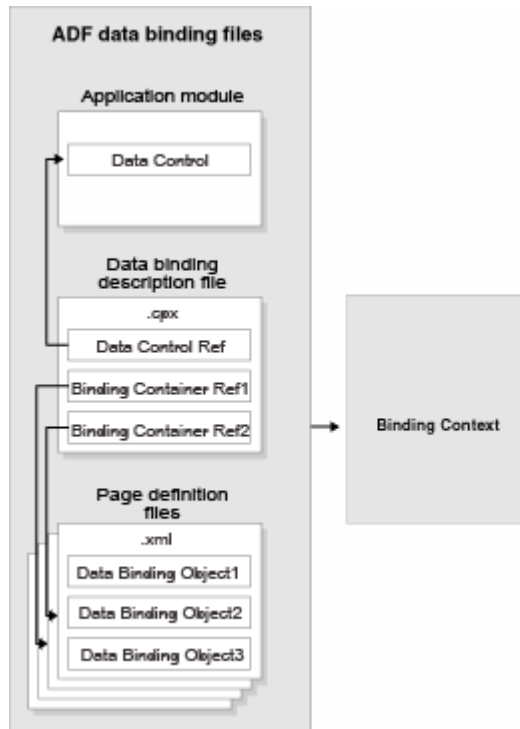 ADF data binding files
Application module
Data Control
Data binding
description file
.cpx
Data Control Ref
Binding Container Ref1
Binding Container Ref2
Binding Context
Page definition
files
.xml
Data Binding Object1
Data Binding Object2
Data Binding Object3